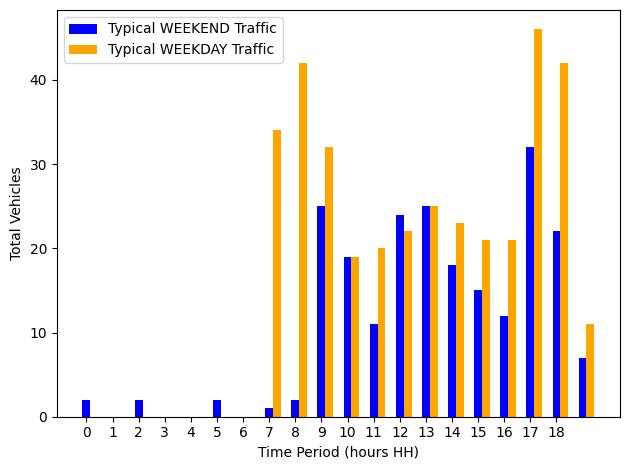 Typical WEEKEND Traffic
Typical WEEKDAY Traffic
40
30
20
10
0
Total Vehicles
0 1 2 3 4 5 6 7 8 9 10 11 12 13 14 15 16 17 18
Time Period (hours HH)